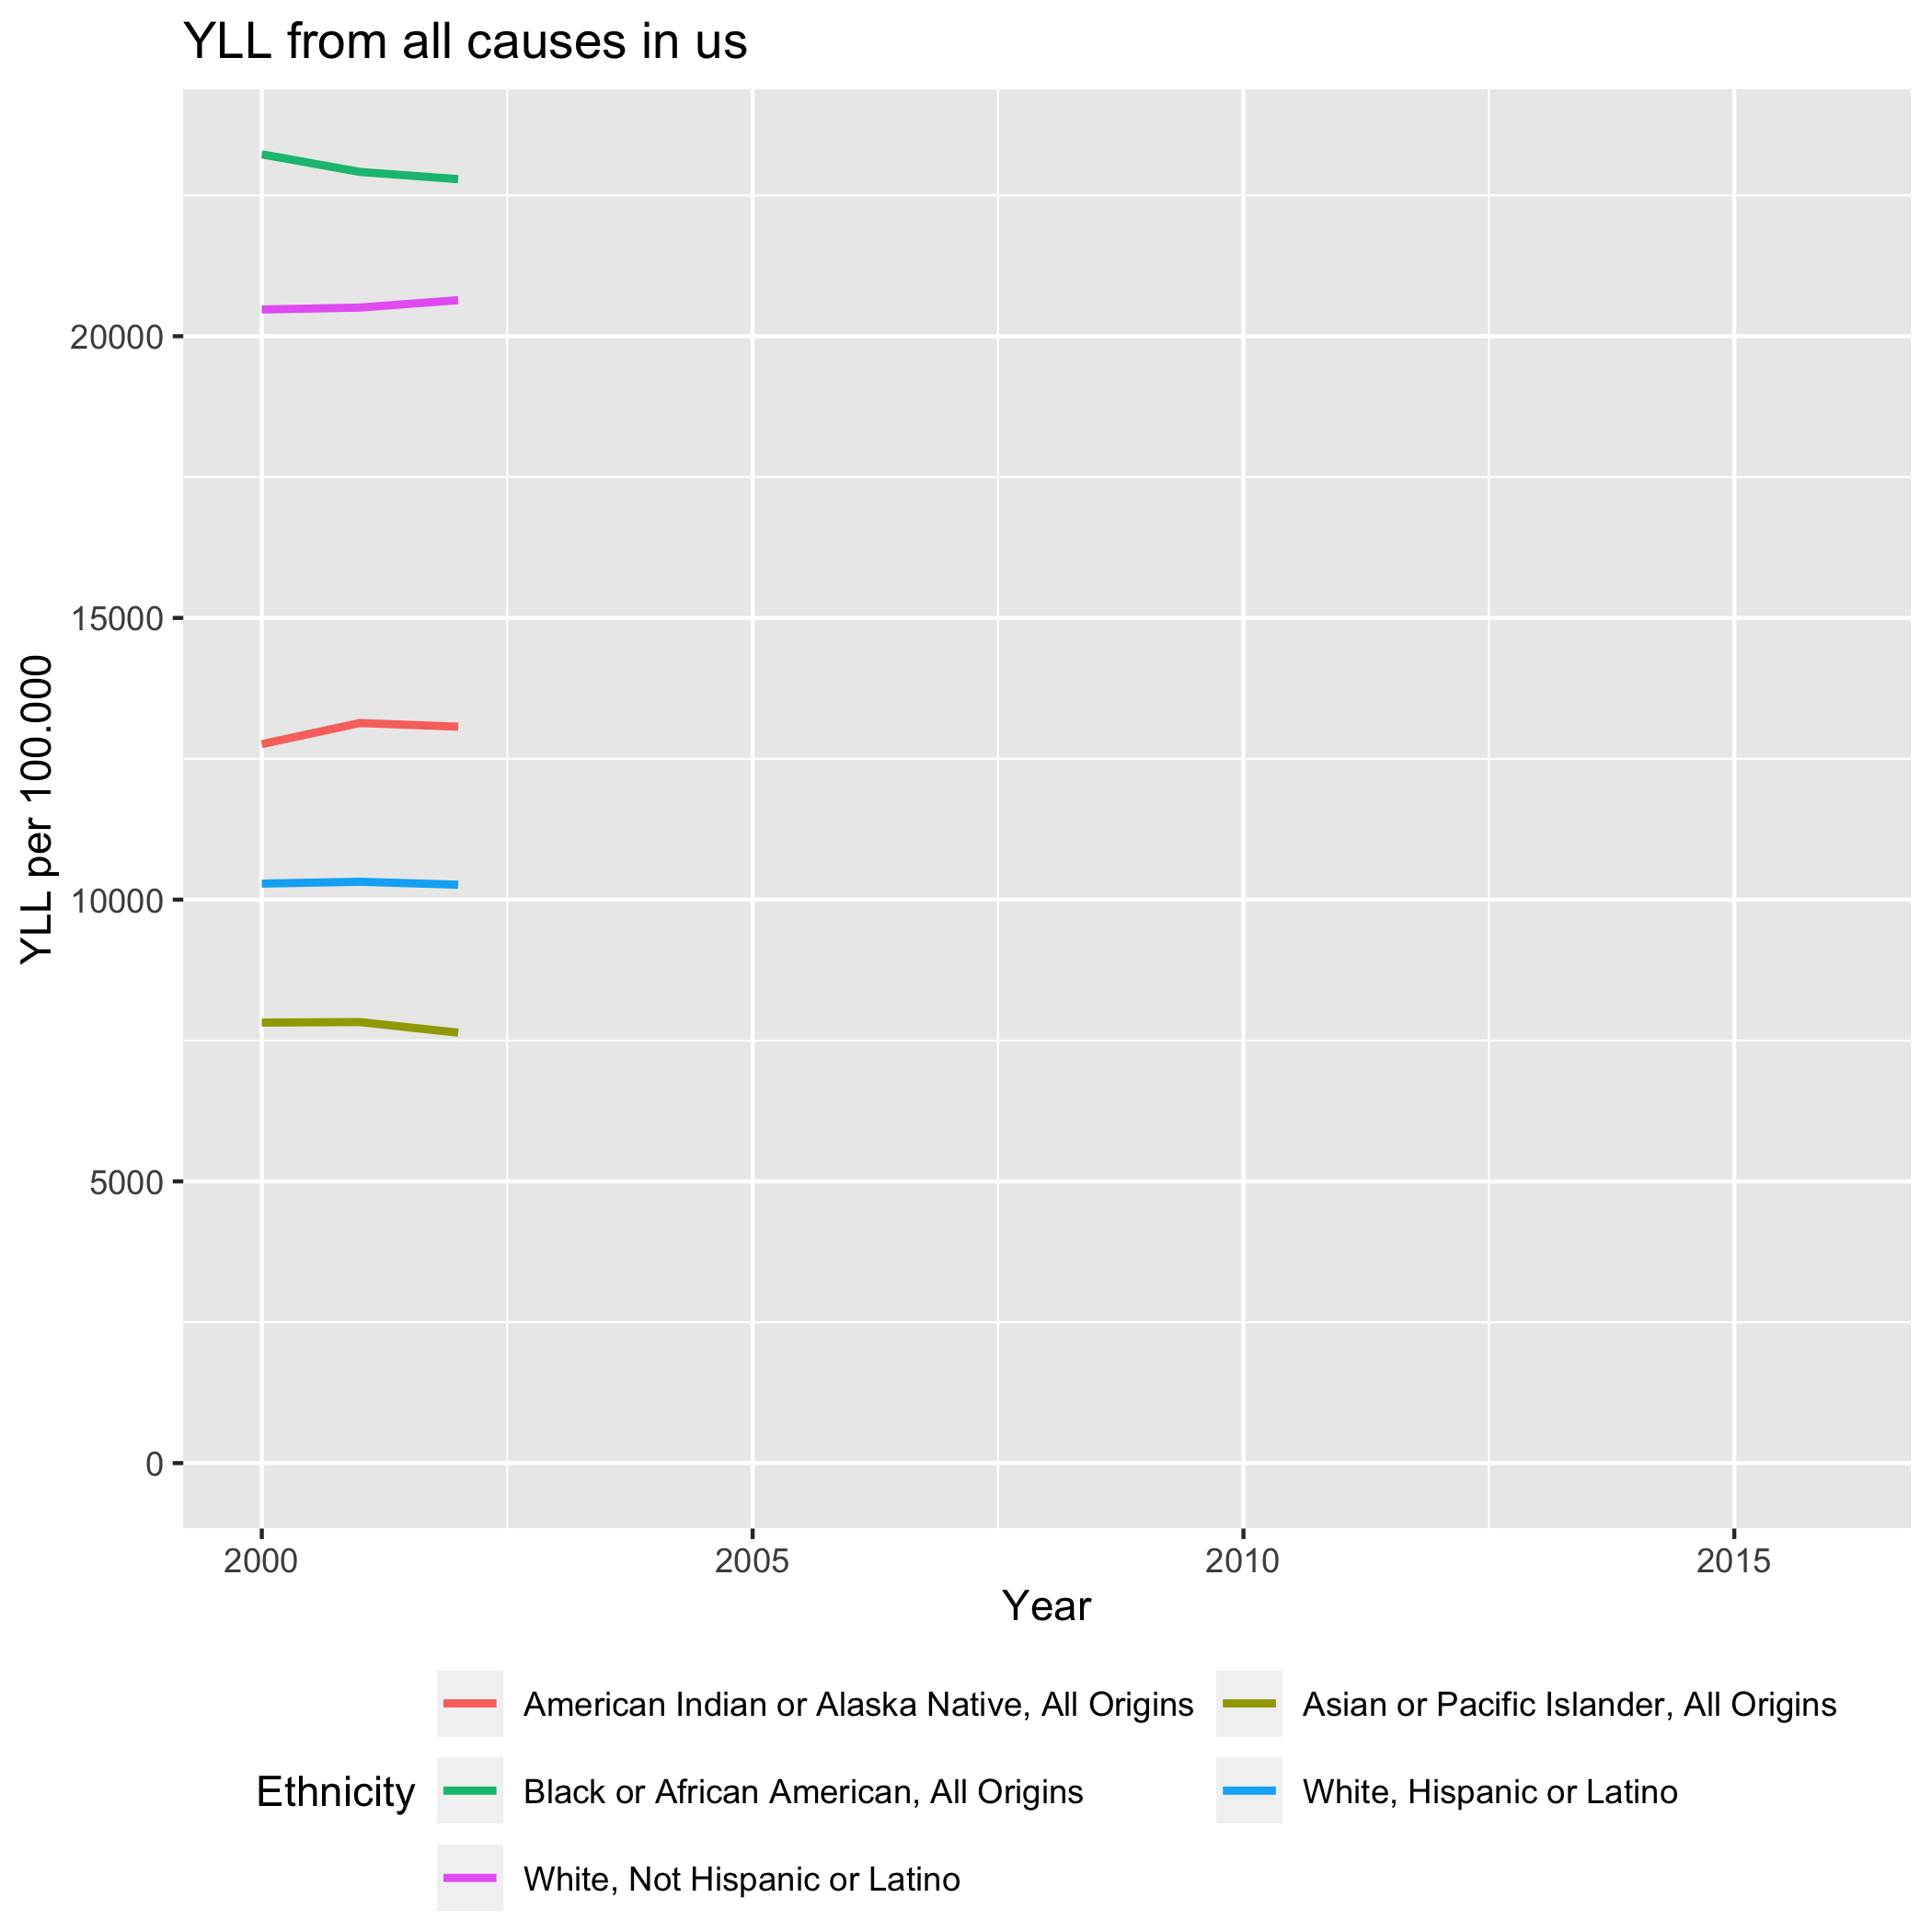 YLL from all causes in us
YLL per 100.000
20000
15000
10000
5000
0
2000
2005
2010
2015
Year
Ethnicity
American Indian or Alaska Native, All Origins
Asian or Pacific Islander, All Origins
Black or African American, All Origins
White, Hispanic or Latino
White, Not Hispanic or Latino